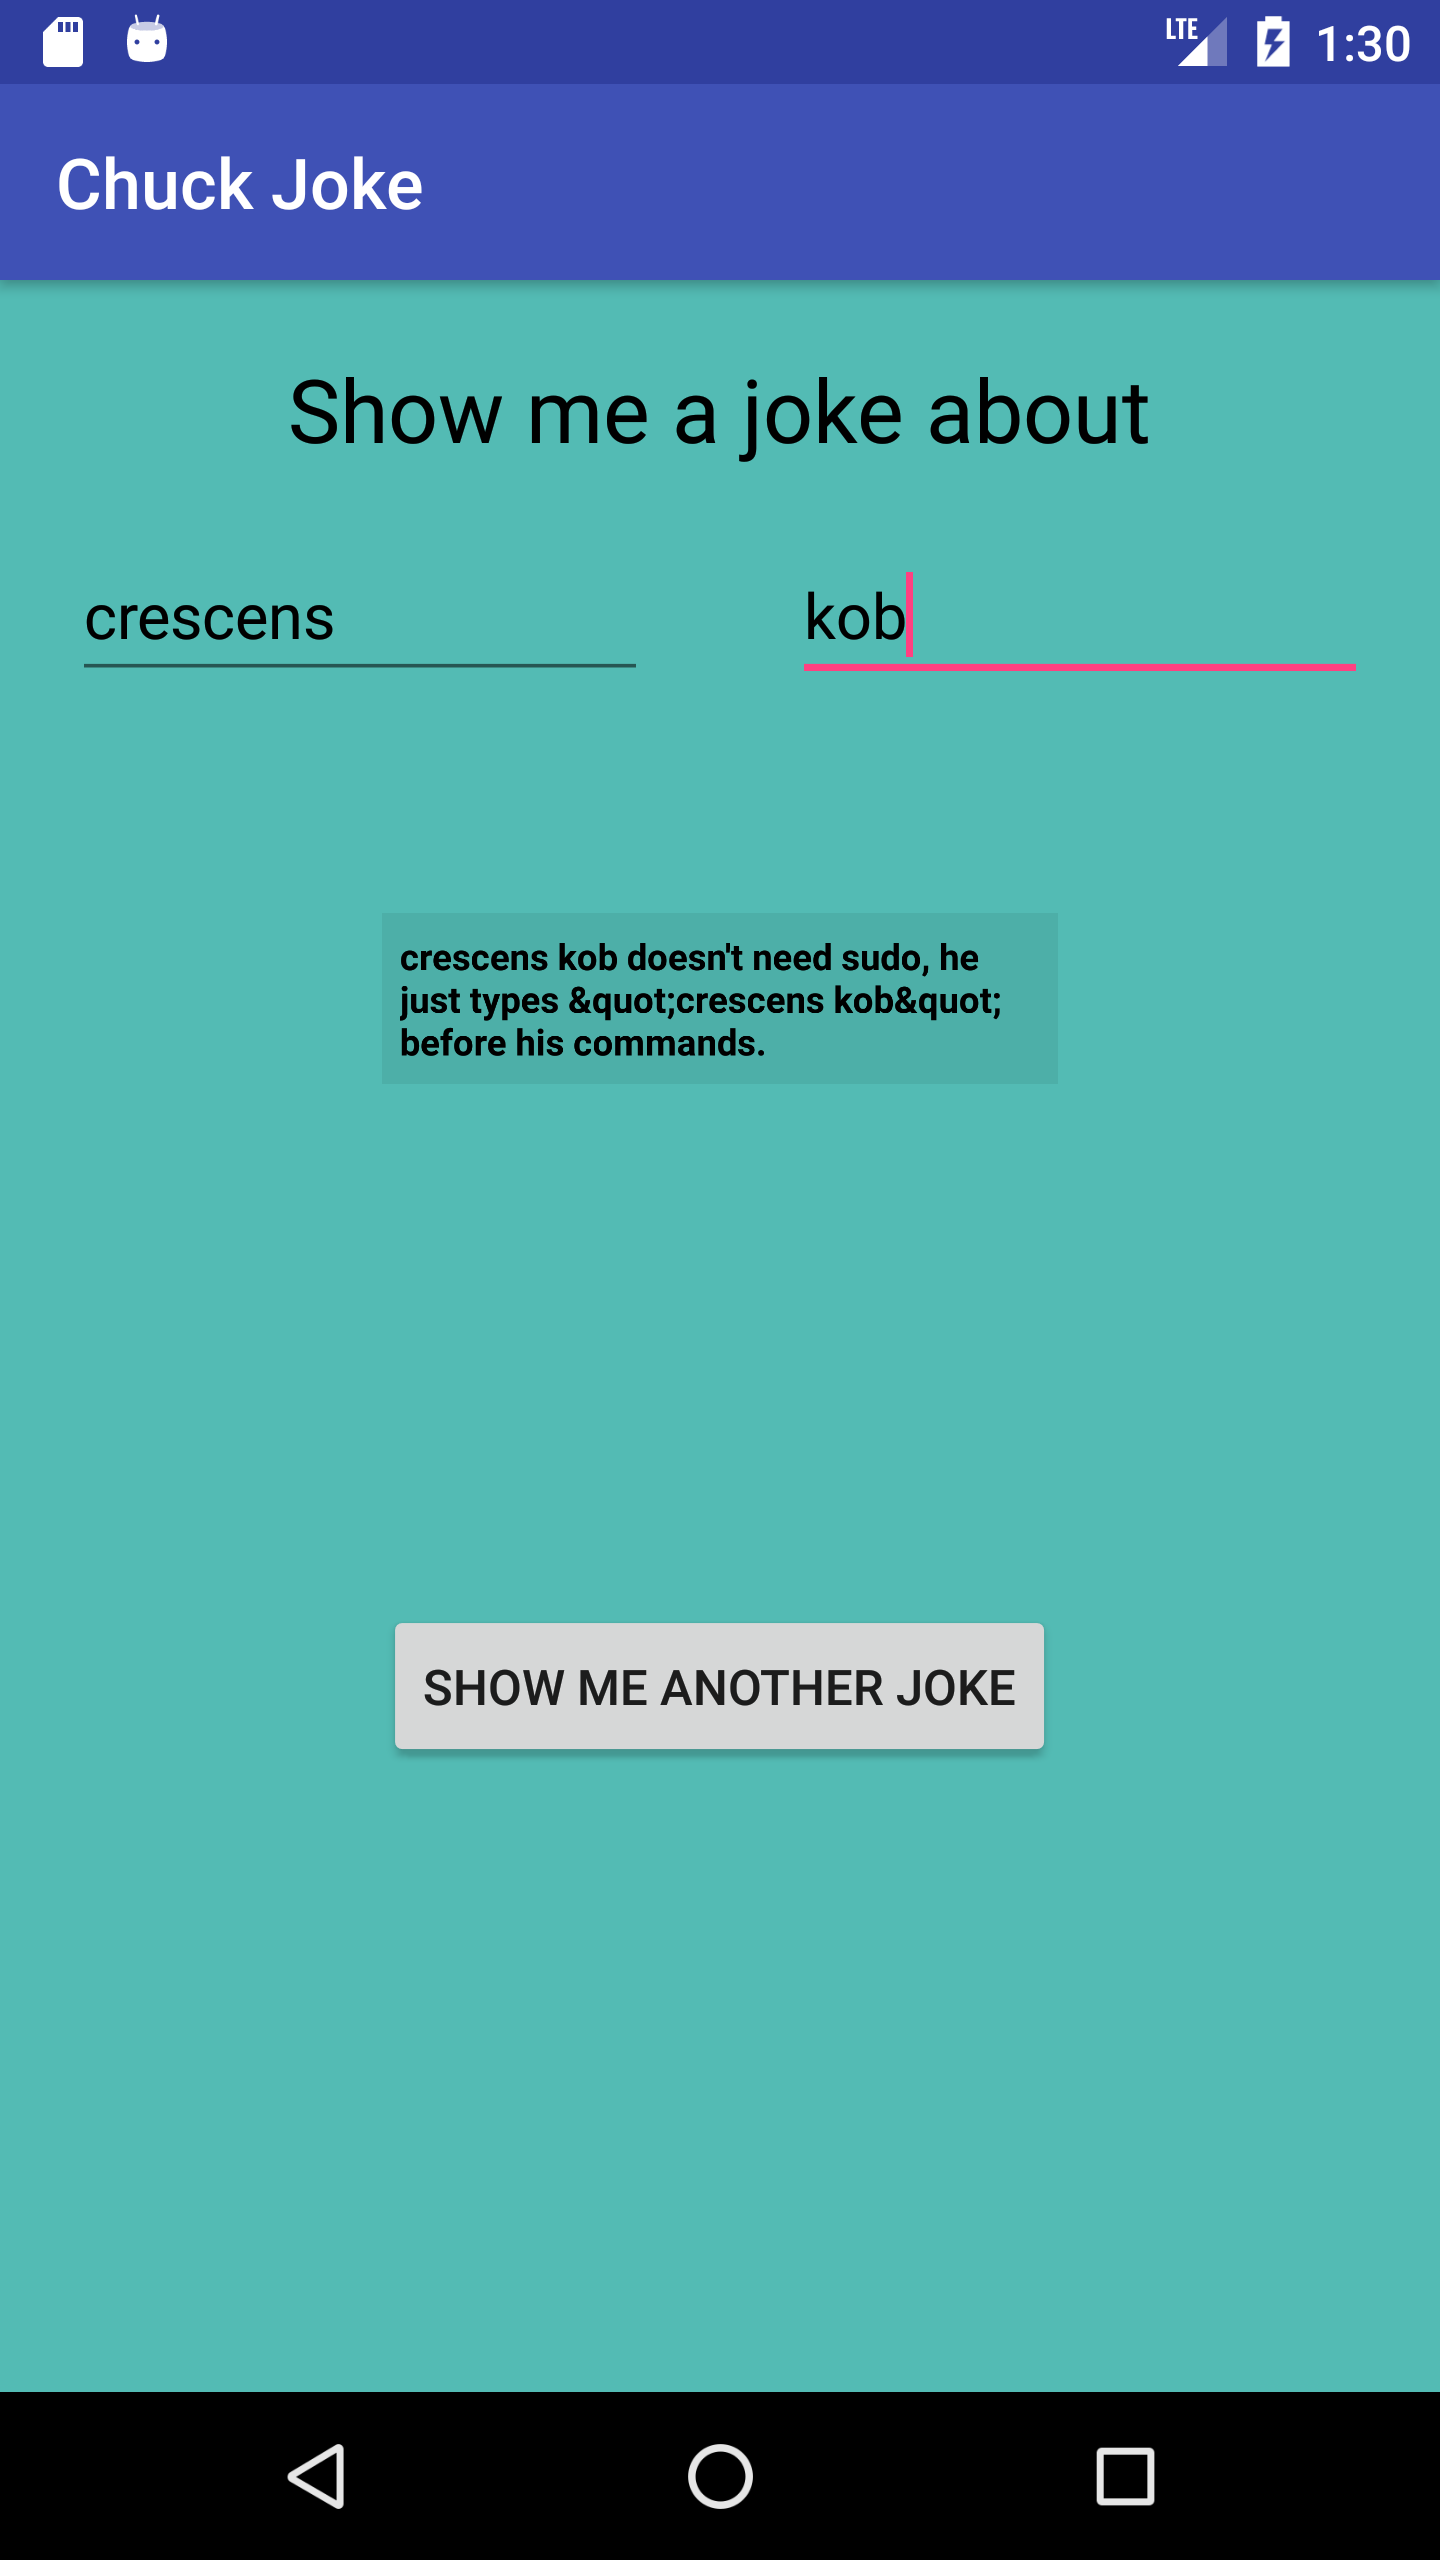 LTE 1:30
Chuck Joke
Show me a joke about
crescens kob
crescens kob doesn't need sudo, he
just types &quot;crescens kob&quot;
before his commands.
SHOW ME ANOTHER JOKE